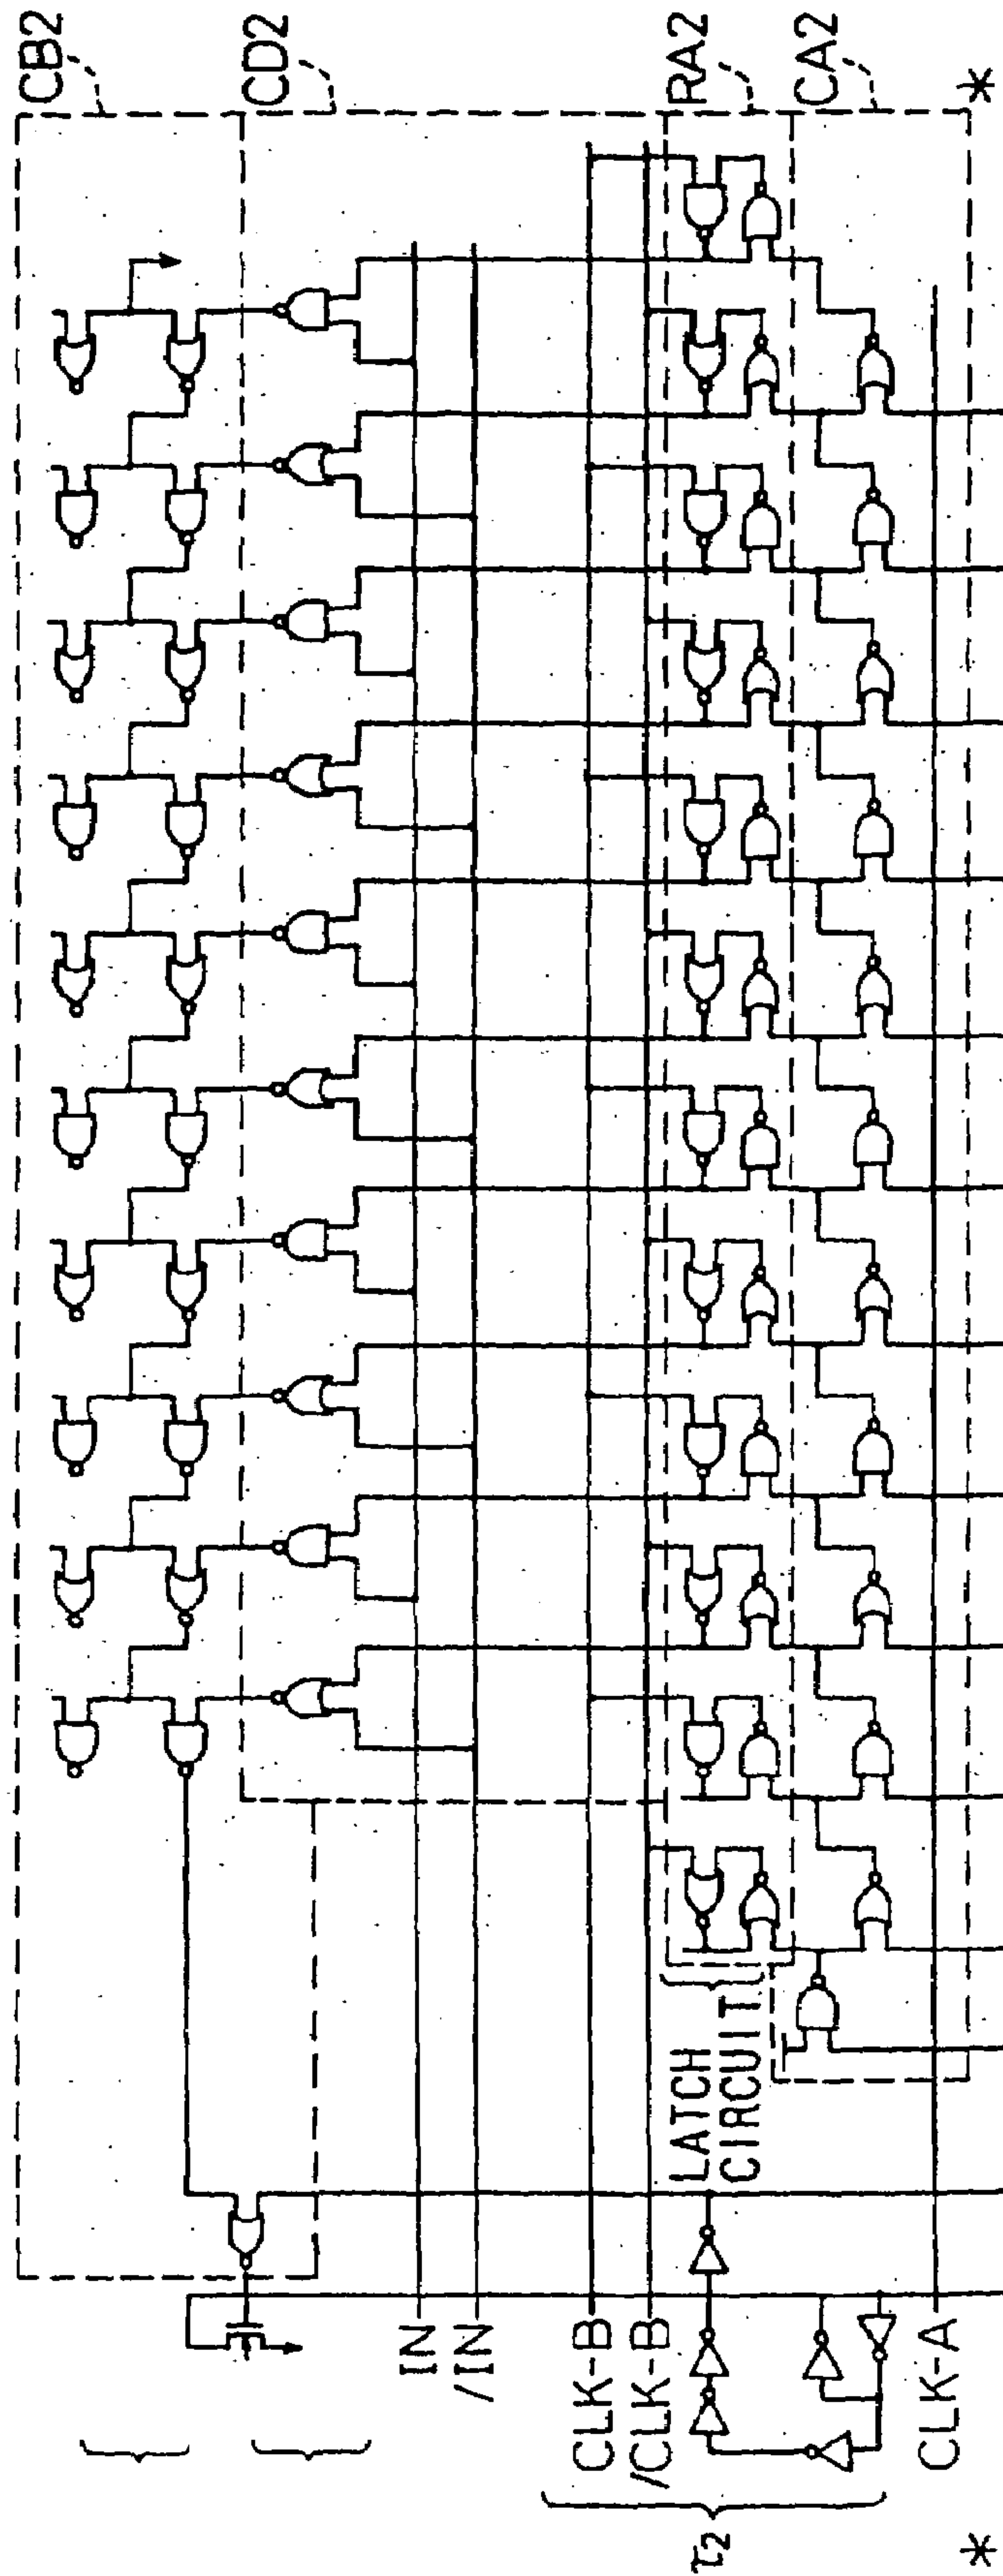 CB2
CD2
RA2
CA2
*
LATCH
CIRCUIT
IN
/IN
CLK-B
/CLK-B
CLK-A
τ2
*